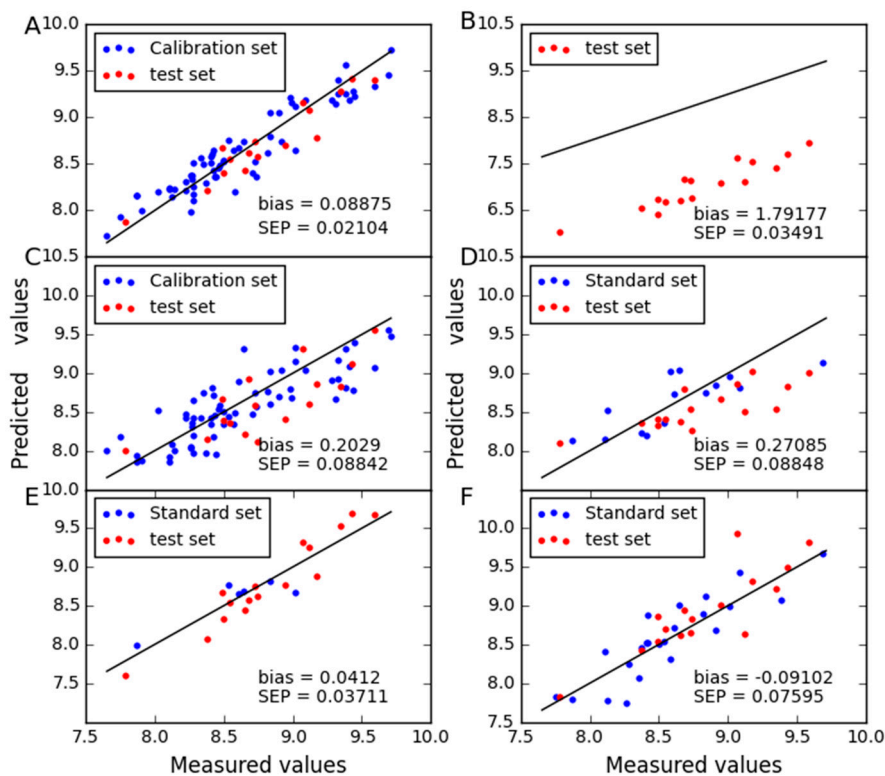 A
10.0
9.5
9.0
8.5
8.0
10.5
Calibration set
test set
bias = 0.08875
SEP = 0.02104
B
10.5
9.5
8.5
7.5
6.5
10.5
test set
bias = 1.79177
SEP = 0.03491
C
10.0
9.5
9.0
8.5
8.0
10.0
Calibration set
test set
bias = 0.2029
SEP = 0.08842
Predicted values
D
10.0
9.5
9.0
8.5
8.0
10.5
Standard set
test set
bias = 0.27085
SEP = 0.08848
E
9.5
9.0
8.5
8.0
7.5
Standard set
test set
bias = 0.0412
SEP = 0.03711
7.5 8.0 8.5 9.0 9.5 10.0
Measured values
F
10.0
9.5
9.0
8.5
8.0
7.5
Standard set
test set
bias = -0.09102
SEP = 0.07595
7.5 8.0 8.5 9.0 9.5 10.0
Measured values